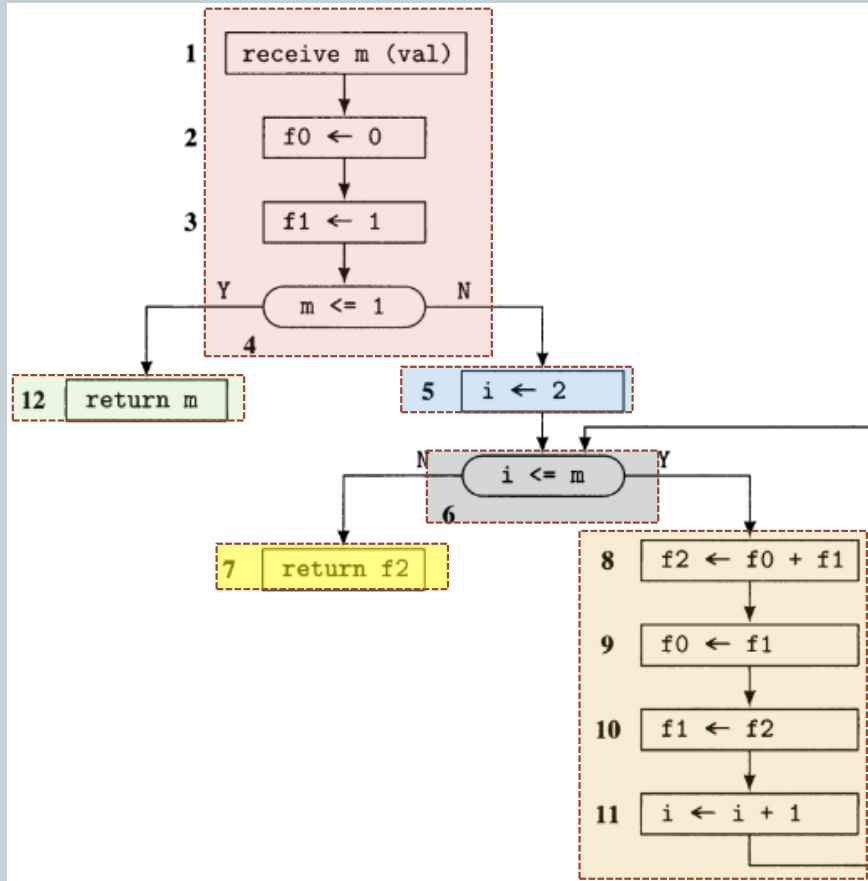 1 receive m (val)
2 f0 ← 0
3 f1 ← 1
Y m <= 1 N
4
12 return m
5 i ← 2
N i <= m Y
6
7 return f2
8 f2 ← f0 + f1
9 f0 ← f1
10 f1 ← f2
11 i ← i + 1